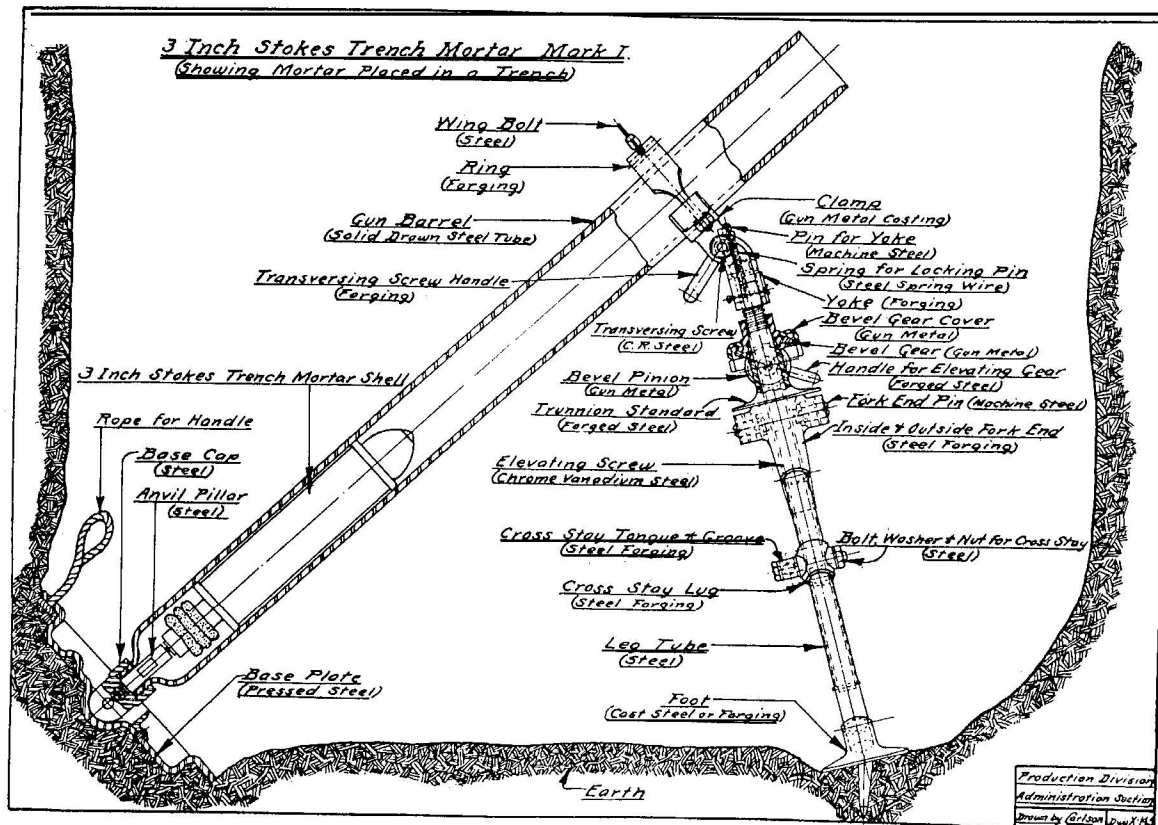 3 Inch Stokes Trench Mortar Mark I.
(Showing Mortar Placed in a Trench)
Wing Bolt
(Steel)
Ring
(Forging)
Gun Barrel
(Solid Drawn Steel Tube)
Transversing Screw Handle
(Forging)
Clamp
(Gun Metal Casting)
Pin for Yoke
(Machine Steel)
Spring for Locking Pin
(Steel Spring Wire)
Yoke (Forging)
Bevel Gear Cover
(Gun Metal)
Transversing Screw
(C.R. Steel)
Bevel Gear (Gun Metal)
Handle for Elevating Gear
(Forged Steel)
3 Inch Stokes Trench Mortar Shell
Bevel Pinion
(Gun Metal)
Trunnion Standard
(Forged Steel)
Fork End Pin (Machine Steel)
Inside & Outside Fork End
(Steel Forging)
Rope for Handle
Base Cap
(Steel)
Anvil Pillar
(Steel)
Elevating Screw
(Chrome Vanadium Steel)
Cross Stay Tongue & Groove
(Steel Forging)
Bolt Washer & Nut for Cross Stay
(Steel)
Cross Stay Lug
(Steel Forging)
Leg Tube
(Steel)
Base Plate
(Pressed Steel)
Foot
(Cast Steel or Forging)
Earth
Production Division
Administration Section
Drawn by Carlson